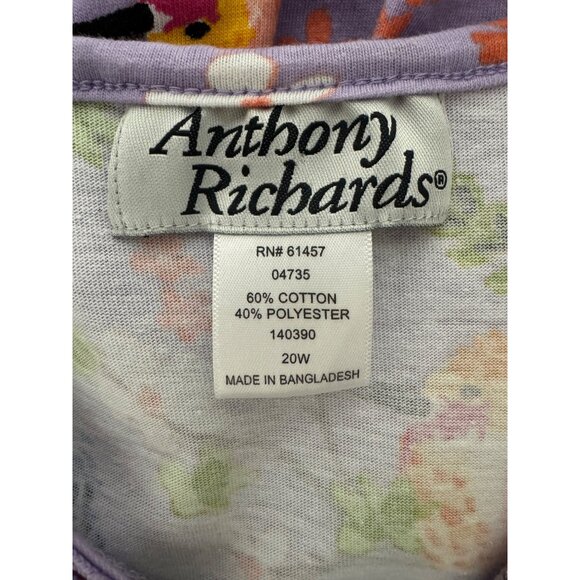 Anthony
Richards®
RN# 61457
04735
60% COTTON
40% POLYESTER
140390
20W
MADE IN BANGLADESH